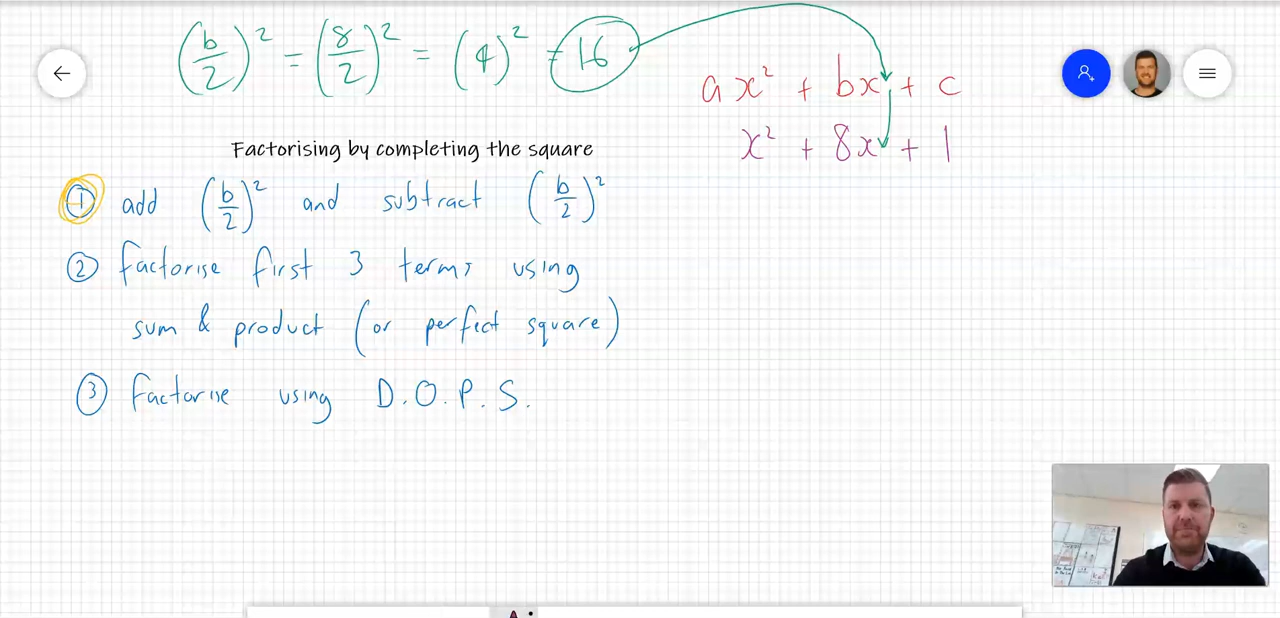 (b/2)² = (8/2)² = (4)² = 16
ax² + bx + c
x² + 8x + 1
Factorising by completing the square
① add (b/2)² and subtract (b/2)²
② factorise first 3 terms using
sum & product (or perfect square)
③ factorise using D.O.P.S.